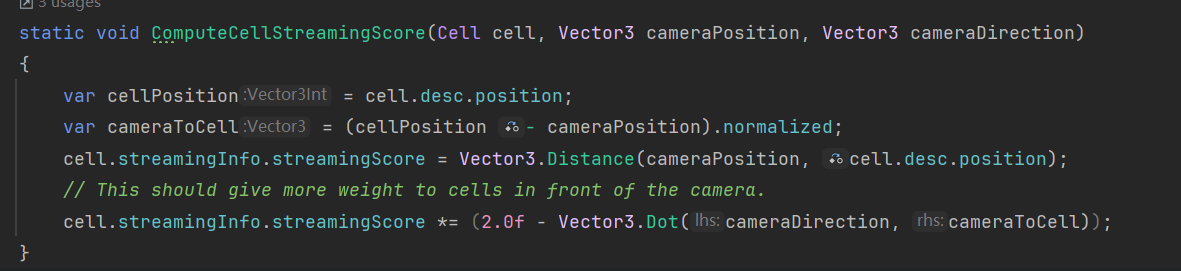 3 usages
static void ComputeCellStreamingScore(Cell cell, Vector3 cameraPosition, Vector3 cameraDirection)
{
var cellPosition :Vector3Int = cell.desc.position;
var cameraToCell :Vector3 = (cellPosition - cameraPosition).normalized;
cell.streamingInfo.streamingScore = Vector3.Distance(cameraPosition, cell.desc.position);
// This should give more weight to cells in front of the camera.
cell.streamingInfo.streamingScore *= (2.0f - Vector3.Dot(lhs: cameraDirection, rhs: cameraToCell));
}